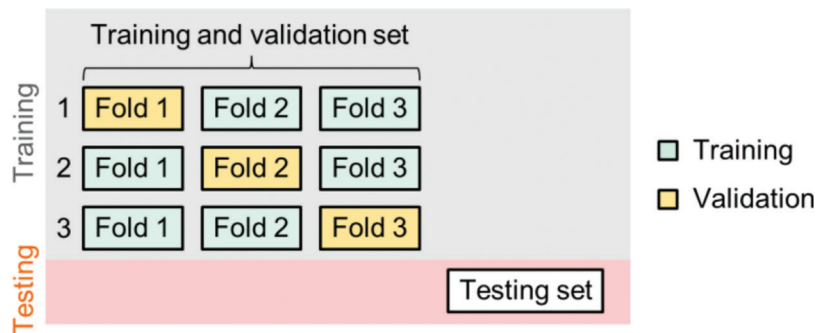 Training and validation set
Training
1 Fold 1 Fold 2 Fold 3
2 Fold 1 Fold 2 Fold 3
3 Fold 1 Fold 2 Fold 3
Training
Validation
Testing
Testing set